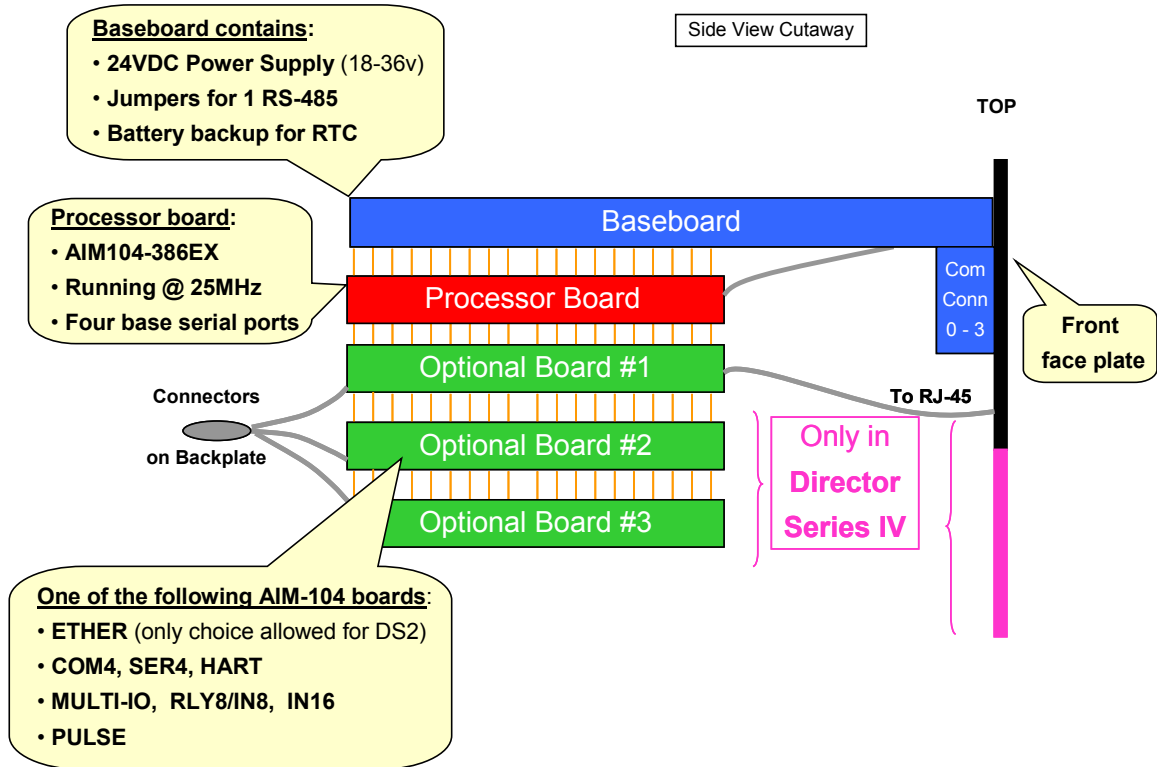 Baseboard contains:
• 24VDC Power Supply (18-36v)
• Jumpers for 1 RS-485
• Battery backup for RTC
Side View Cutaway
TOP
Baseboard
Processor board:
• AIM104-386EX
• Running @ 25MHz
• Four base serial ports
Processor Board
Com
Conn
0 - 3
Front
face plate
Optional Board #1
To RJ-45
Connectors
on Backplate
Optional Board #2
Only in
Director
Series IV
Optional Board #3
One of the following AIM-104 boards:
• ETHER (only choice allowed for DS2)
• COM4, SER4, HART
• MULTI-IO, RLY8/IN8, IN16
• PULSE